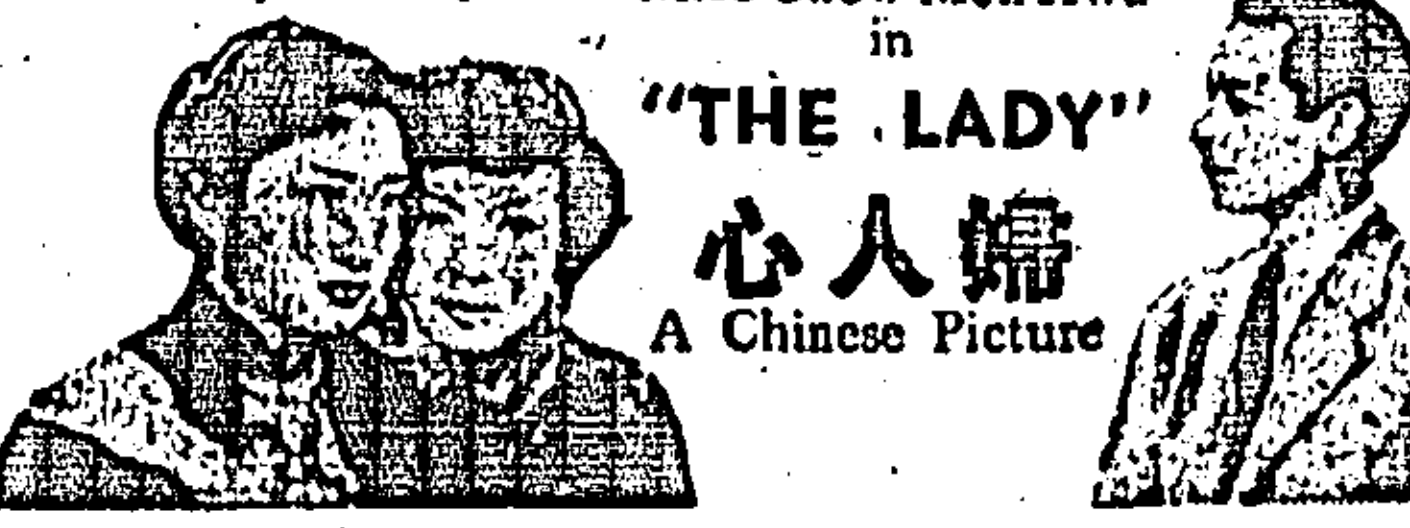 in
"THE LADY"
心人婦
A Chinese Picture